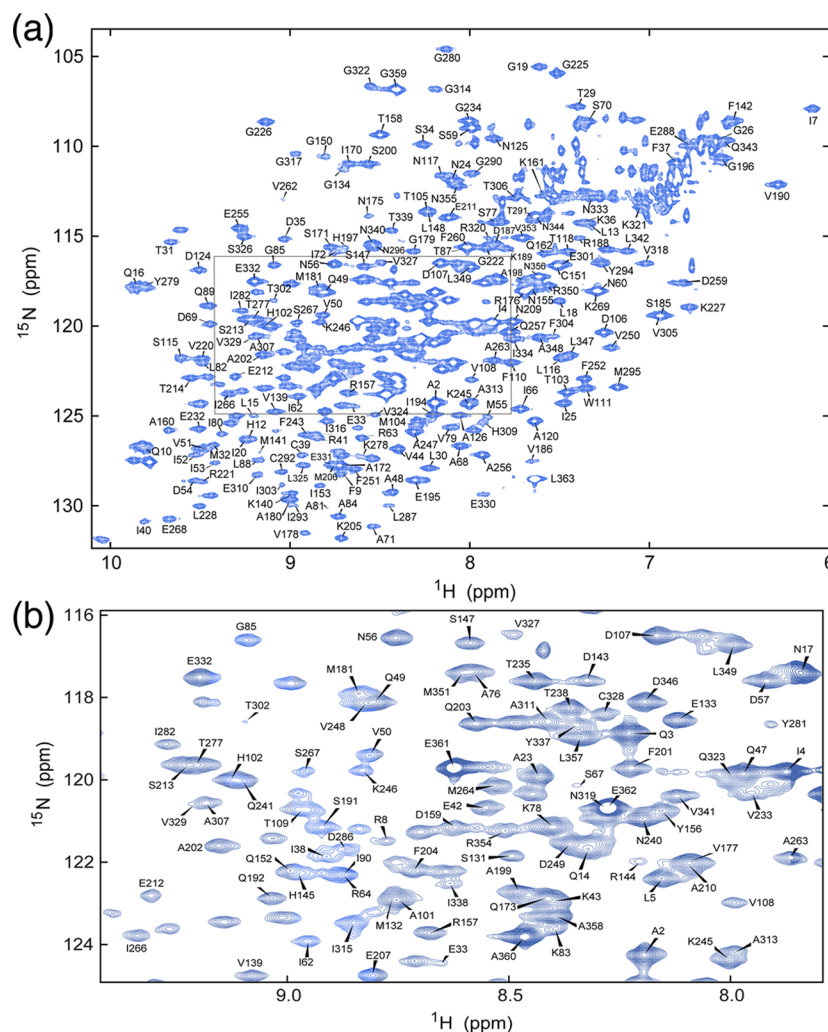 (a)
105
110
115
120
125
130
¹⁵N (ppm)
G280
G19
G225
G322
G359
G314
T29
S70
F142
I7
G226
T158
G234
S34
S59
N125
E288
G26
Q343
F37
G196
G317
G150
I170
S200
G134
N117
N24
G290
K161
T306
V190
V262
N175
T105
N355
E211
L148
S77
T291
N344
N333
K36
L13
K321
E255
S326
D35
S171
H197
N340
T339
G179
F260
R320
D187
V353
T118
Q162
R188
L342
I40
E268
T163
D124
G85
I72
S147
N56
V327
N296
T87
G222
K189
E301
V318
Q16
Y279
E332
M181
Q49
D107
L349
A198
N356
C151
Y294
N60
D259
Q89
I282
T302
T277
V50
R176
N209
N155
R350
L18
K269
S185
K227
D69
S213
H102
S267
K246
I4
Q257
F304
D106
V305
S115
V220
V329
A307
A202
L82
A263
I334
A348
L347
V250
T214
E212
R157
V108
F110
L116
F252
M295
I266
V139
I62
I194
A2
K245
A313
I66
T103
W111
A160
E232
I80
L15
H12
E33
V324
M55
I25
Q10
V51
M32
I20
M141
F243
I316
R41
R63
M104
A247
V79
A126
H309
A120
I52
I53
L88
C39
K278
V44
L30
A68
A256
V186
D54
R221
E310
C292
L325
E331
M206
A172
F251
F9
A48
E195
E330
L363
L228
I303
K140
A180
I293
I153
A81
A84
L287
V178
K205
A71
10
9
8
7
6
¹H (ppm)
(b)
116
118
120
122
124
¹⁵N (ppm)
G85
N56
S147
V327
D107
L349
N17
E332
M181
Q49
M351
A76
T235
D143
D346
D57
T302
V248
Q203
A311
T238
C328
E133
Y281
I282
T277
V50
Y337
L357
Q3
S213
H102
S267
K246
E361
A23
F201
S67
Q323
Q47
I4
Q241
M264
E42
N319
E362
V341
V233
V329
A307
T109
S191
R8
D159
K78
Y156
A202
D286
I38
R354
D249
N240
V177
A263
Q152
I90
F204
S131
Q14
R144
A210
H145
R64
I338
A199
K43
L5
E212
Q192
M132
A101
Q173
A358
V108
I266
I62
I315
R157
K83
V139
E207
E33
A360
A2
K245
A313
9.0
8.5
8.0
¹H (ppm)